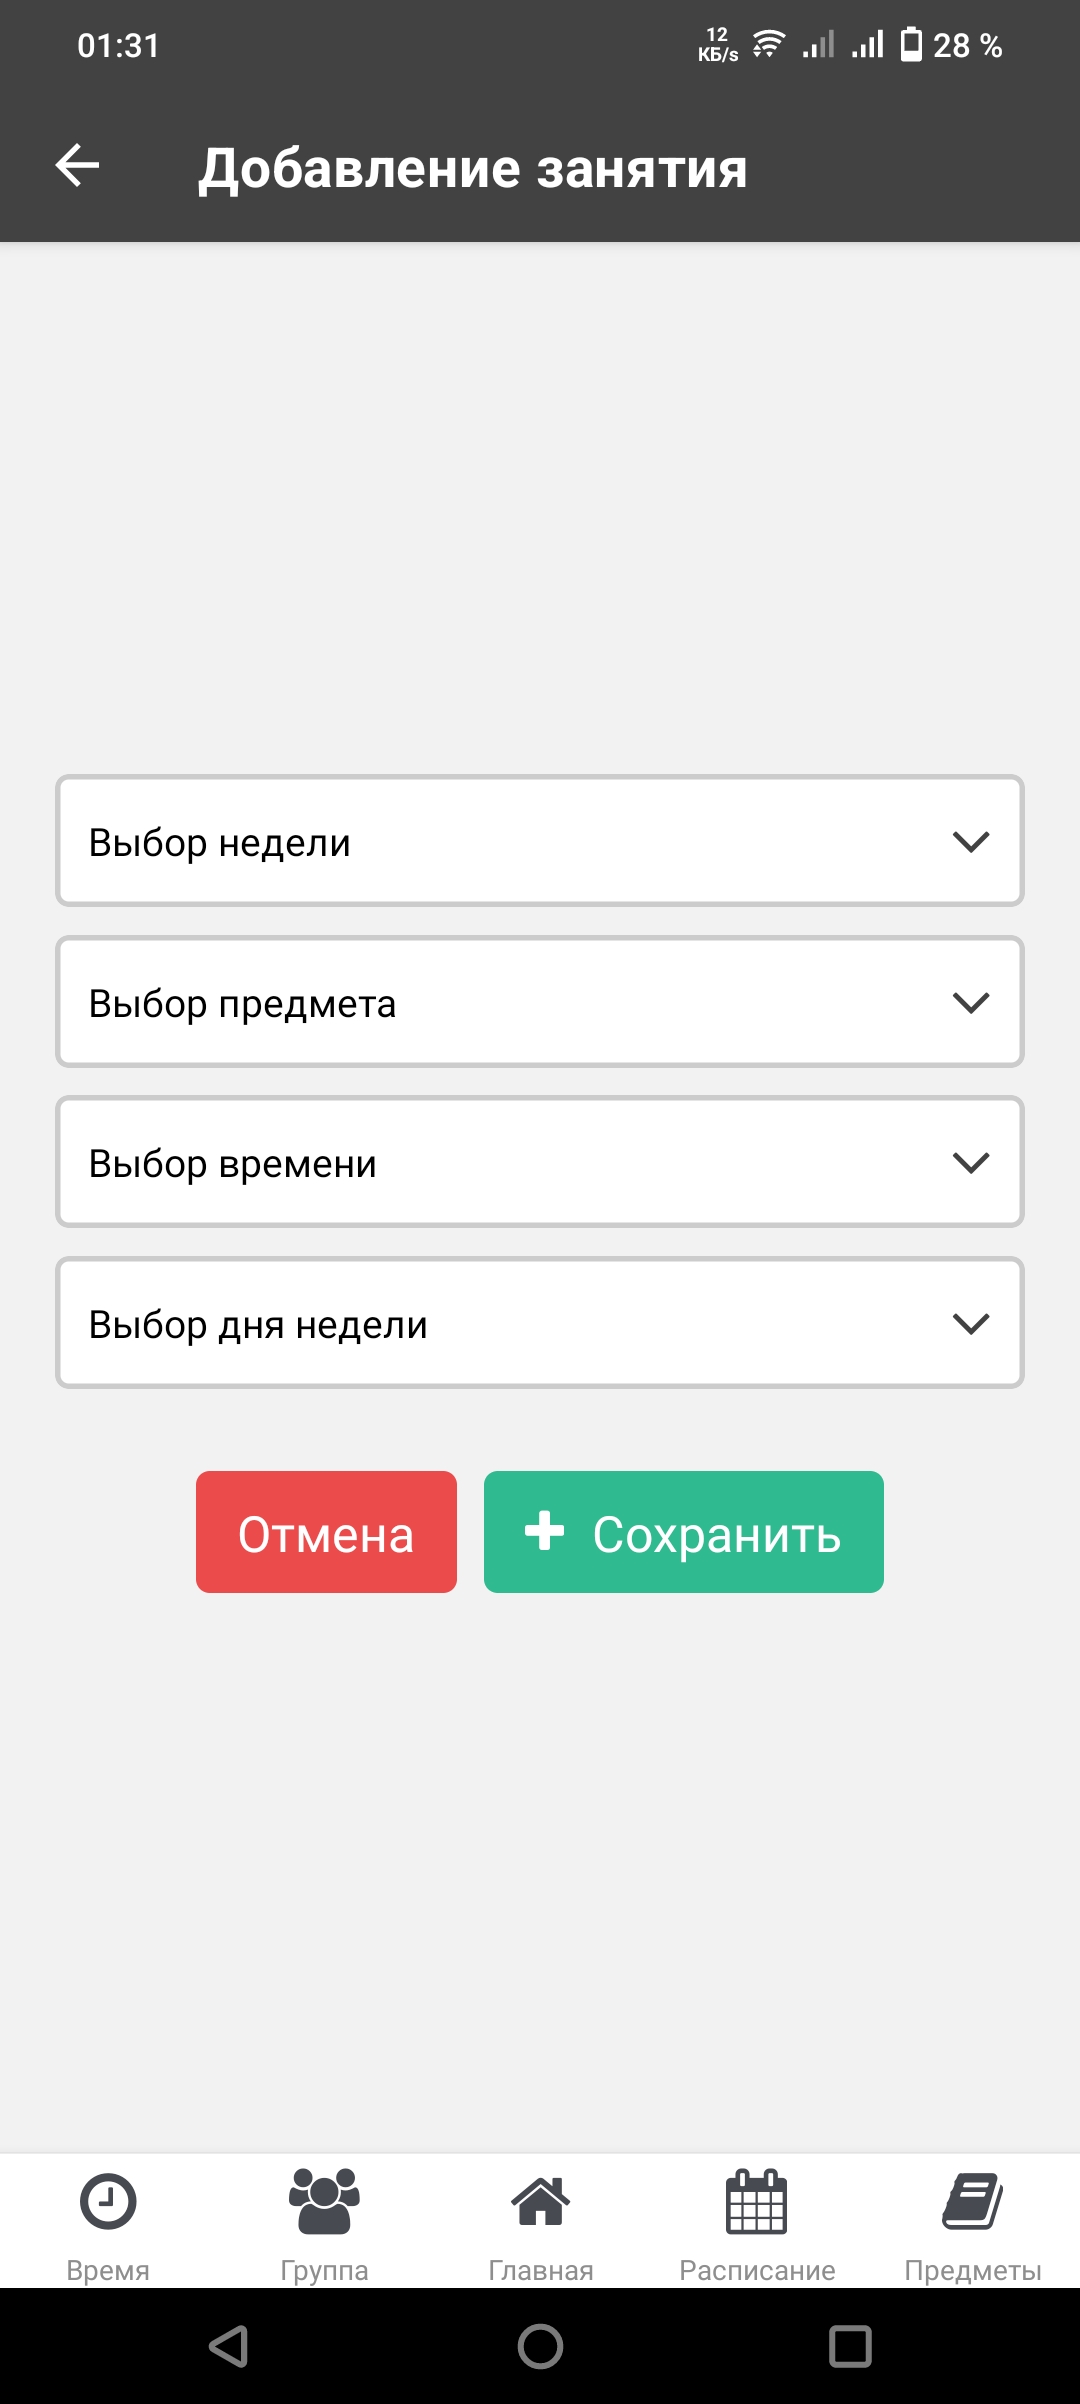 01:31 12 КБ/s 28 %
Добавление занятия
Выбор недели
Выбор предмета
Выбор времени
Выбор дня недели
Отмена Сохранить
Время Группа Главная Расписание Предметы